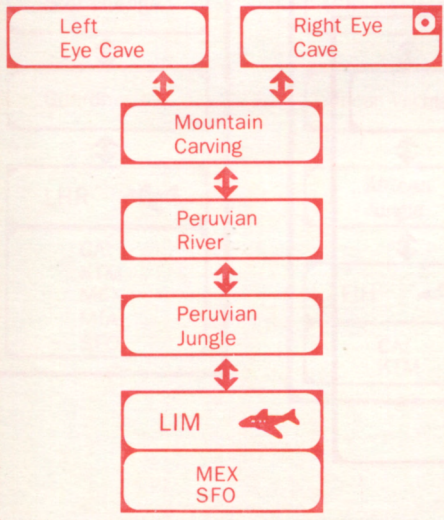 Left
Eye Cave
Right Eye
Cave
Mountain
Carving
Peruvian
River
Peruvian
Jungle
LIM
MEX
SFO